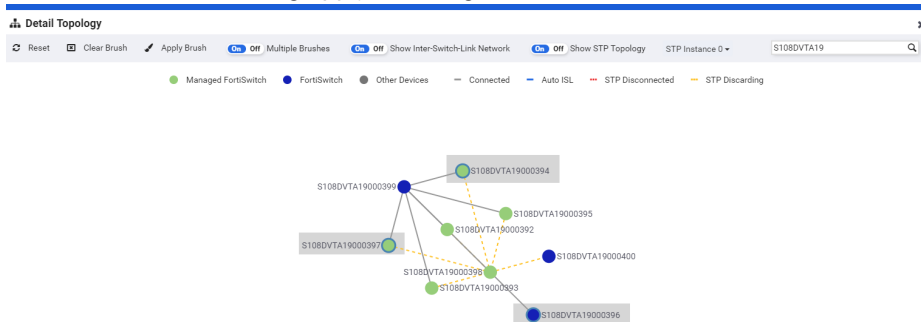 Detail Topology
Reset Clear Brush Apply Brush On Off Multiple Brushes On Off Show Inter-Switch-Link Network On Off Show STP Topology STP Instance 0 S108DVTA19
Managed FortiSwitch FortiSwitch Other Devices Connected Auto ISL STP Disconnected STP Discarding
S108DVTA19000394
S108DVTA19000399
S108DVTA19000395
S108DVTA19000392
S108DVTA19000397
S108DVTA19000400
S108DVTA19000398
S108DVTA19000393
S108DVTA19000396